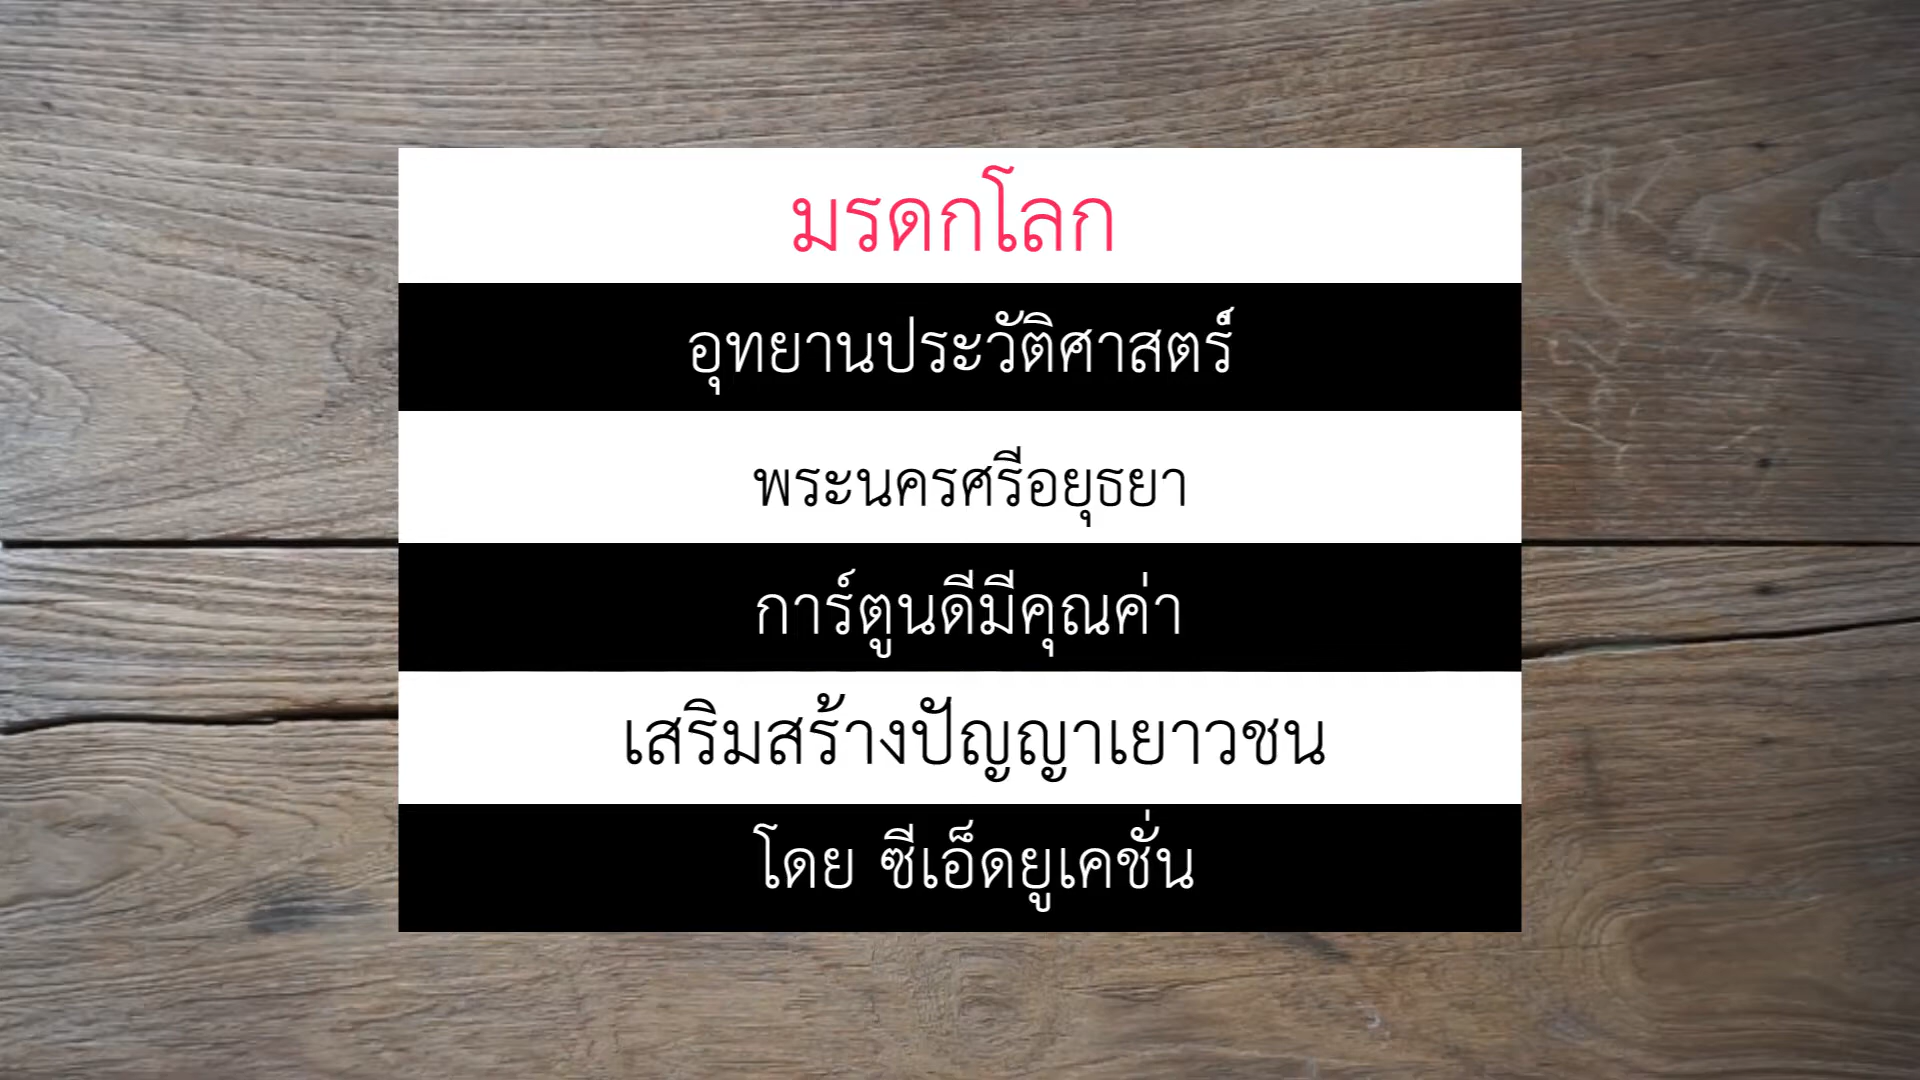 มรดกโลก
อุทยานประวัติศาสตร์
พระนครศรีอยุธยา
การ์ตูนดีมีคุณค่า
เสริมสร้างปัญญาเยาวชน
โดย ซีเอ็ดยูเคชั่น